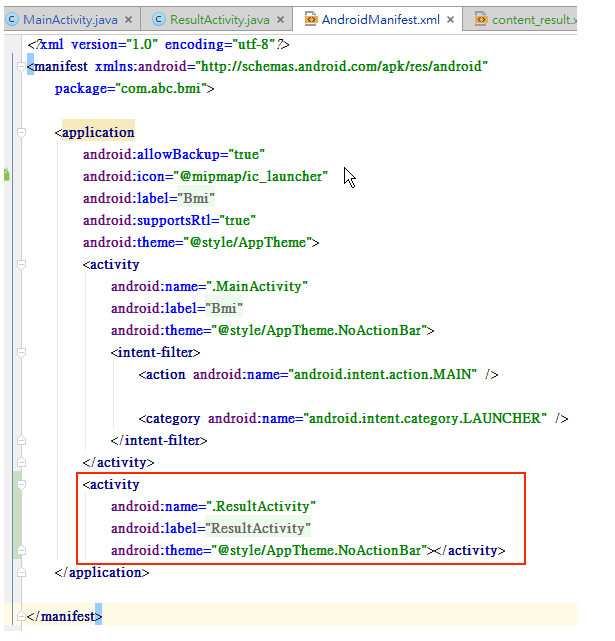 MainActivity.java × ResultActivity.java × AndroidManifest.xml × content_result.x
<?xml version="1.0" encoding="utf-8"?>
<manifest xmlns:android="http://schemas.android.com/apk/res/android"
package="com.abc.bmi">
<application
android:allowBackup="true"
android:icon="@mipmap/ic_launcher"
android:label="Bmi"
android:supportsRtl="true"
android:theme="@style/AppTheme">
<activity
android:name=".MainActivity"
android:label="Bmi"
android:theme="@style/AppTheme.NoActionBar">
<intent-filter>
<action android:name="android.intent.action.MAIN" />
<category android:name="android.intent.category.LAUNCHER" />
</intent-filter>
</activity>
<activity
android:name=".ResultActivity"
android:label="ResultActivity"
android:theme="@style/AppTheme.NoActionBar"></activity>
</application>
</manifest>